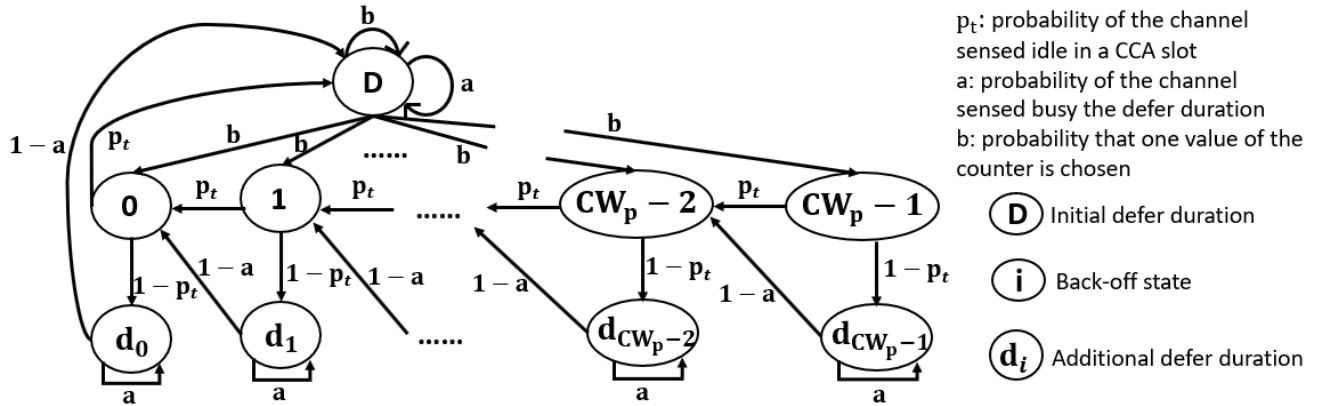 b
D
a
1 − a
p_t
b
b
......
b
b
0
p_t
1
p_t
......
p_t
CW_p − 2
p_t
CW_p − 1
1 − p_t
1 − a
1 − p_t
1 − a
1 − a
1 − p_t
1 − a
1 − p_t
d_0
d_1
......
d_{CW_p−2}
d_{CW_p−1}
a
a
a
a
p_t: probability of the channel
sensed idle in a CCA slot
a: probability of the channel
sensed busy the defer duration
b: probability that one value of the
counter is chosen
D Initial defer duration
i Back-off state
d_i Additional defer duration